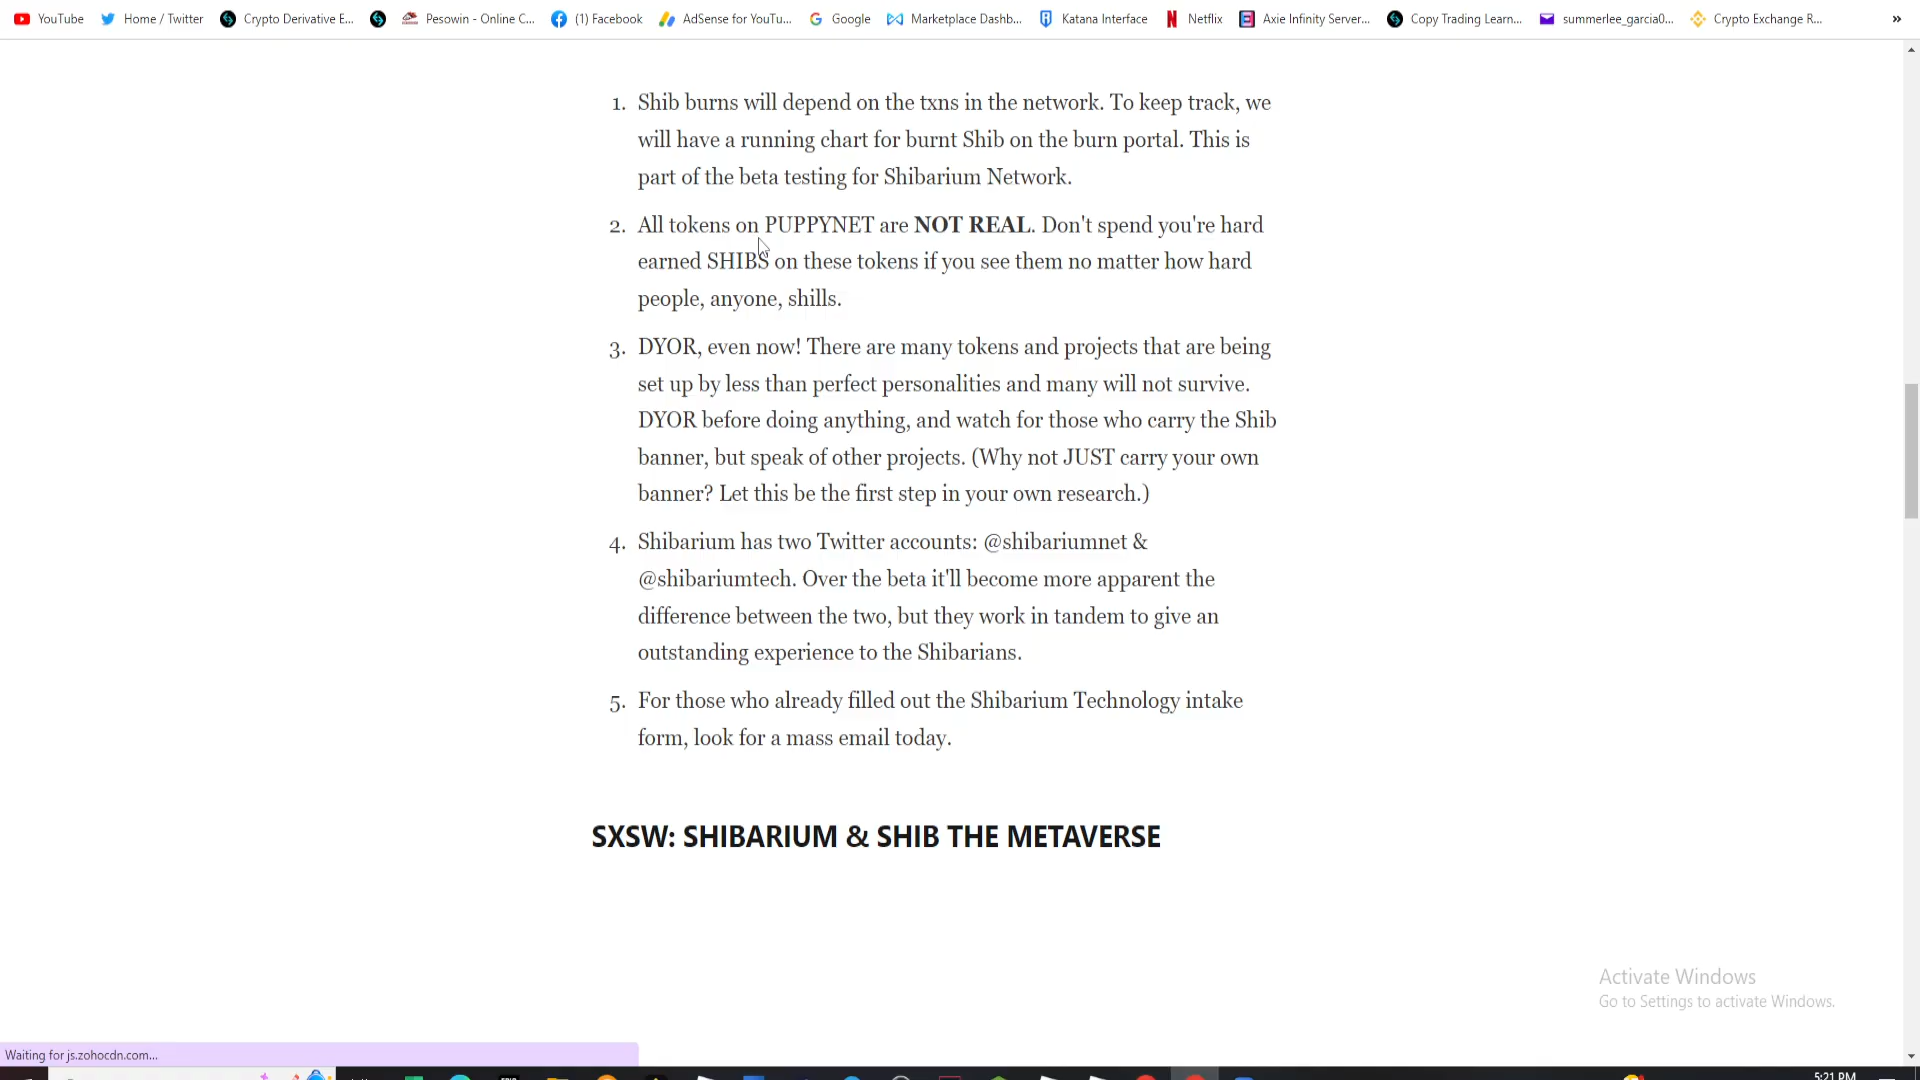 YouTube Home / Twitter Crypto Derivative E... Pesowin - Online C... (1) Facebook AdSense for YouTu... Google Marketplace Dashb... Katana Interface Netflix Axie Infinity Server... Copy Trading Learn... summerlee_garcia0... Crypto Exchange R... »
1. Shib burns will depend on the txns in the network. To keep track, we
will have a running chart for burnt Shib on the burn portal. This is
part of the beta testing for Shibarium Network.
2. All tokens on PUPPYNET are NOT REAL. Don't spend you're hard
earned SHIBS on these tokens if you see them no matter how hard
people, anyone, shills.
3. DYOR, even now! There are many tokens and projects that are being
set up by less than perfect personalities and many will not survive.
DYOR before doing anything, and watch for those who carry the Shib
banner, but speak of other projects. (Why not JUST carry your own
banner? Let this be the first step in your own research.)
4. Shibarium has two Twitter accounts: @shibariumnet &
@shibariumtech. Over the beta it'll become more apparent the
difference between the two, but they work in tandem to give an
outstanding experience to the Shibarians.
5. For those who already filled out the Shibarium Technology intake
form, look for a mass email today.
SXSW: SHIBARIUM & SHIB THE METAVERSE
Activate Windows
Go to Settings to activate Windows.
Waiting for js.zohocdn.com...
5:21 PM